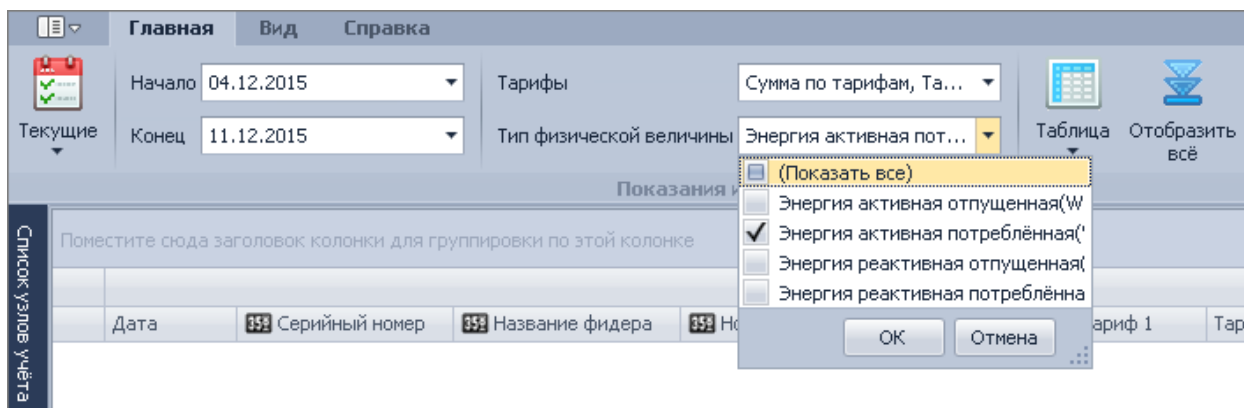 Главная Вид Справка
Начало 04.12.2015 Тарифы Сумма по тарифам, Та...
Текущие Конец 11.12.2015 Тип физической величины Энергия активная пот... Таблица Отобразить всё
(Показать все)
Показания
Энергия активная отпущенная(W
Энергия активная потреблённая('
Энергия реактивная отпущенная(
Энергия реактивная потреблённа
ОК Отмена
Список узлов учёта
Поместите сюда заголовок колонки для группировки по этой колонке
Дата Серийный номер Название фидера Но ариф 1 Тар